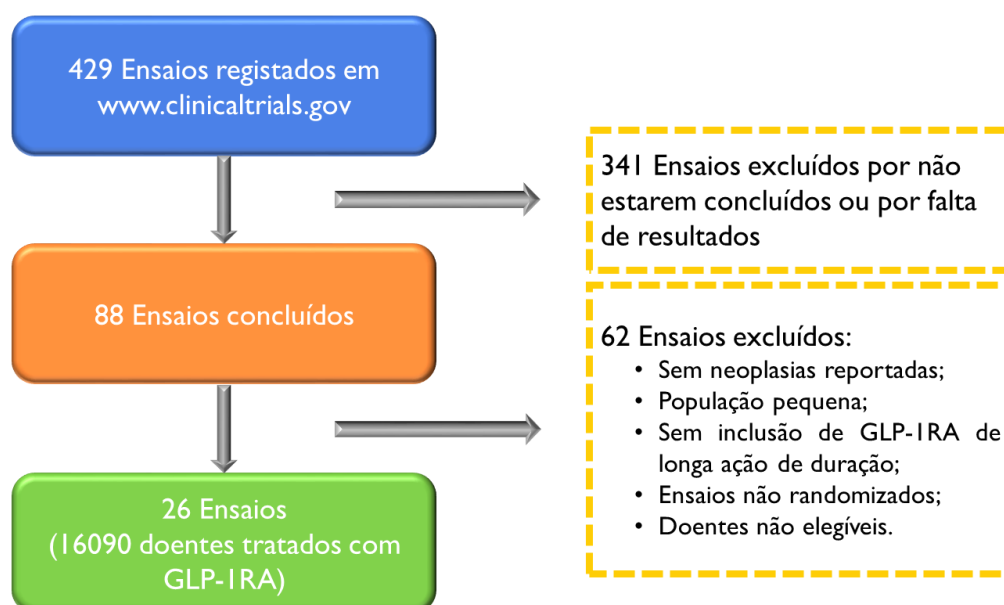 429 Ensaios registados em
www.clinicaltrials.gov
341 Ensaios excluídos por não
estarem concluídos ou por falta
de resultados
88 Ensaios concluídos
62 Ensaios excluídos:
• Sem neoplasias reportadas;
• População pequena;
• Sem inclusão de GLP-1RA de
longa ação de duração;
• Ensaios não randomizados;
• Doentes não elegíveis.
26 Ensaios
(16090 doentes tratados com
GLP-1RA)